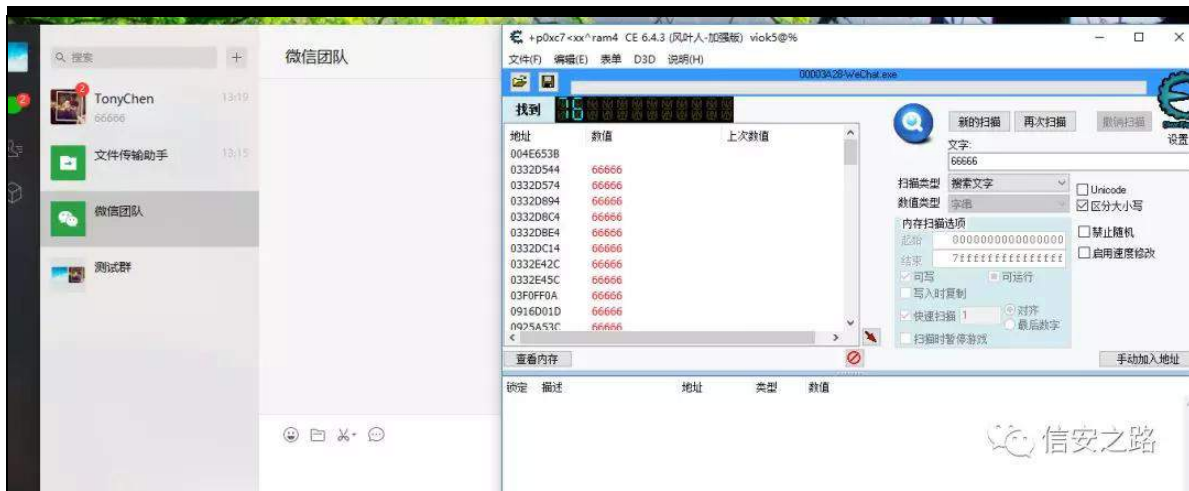 搜索
+
微信团队
2
TonyChen
13:19
66666
2
文件传输助手
13:15
微信团队
测试群
+p0xc7<xx^ram4 CE 6.4.3 (风叶人-加强版) viok5@%
文件(F) 编辑(E) 表单 D3D 说明(H)
00003A28-WeChat.exe
找到 76
新的扫描 再次扫描 撤销扫描
设置
文字:
66666
地址 数值 上次数值
004E653B
0332D544 66666
0332D574 66666
0332D894 66666
0332D8C4 66666
0332DBE4 66666
0332DC14 66666
0332E42C 66666
0332E45C 66666
03F0FF0A 66666
0916D01D 66666
0925A53C 66666
扫描类型 搜索文字
Unicode
数值类型 字串
区分大小写
内存扫描选项
起始 0000000000000000
禁止随机
结束 7fffffffffffffff
启用速度修改
可写 可运行
写入时复制
快速扫描 1 对齐
最后数字
扫描时暂停游戏
查看内存
手动加入地址
锁定 描述 地址 类型 数值
信安之路